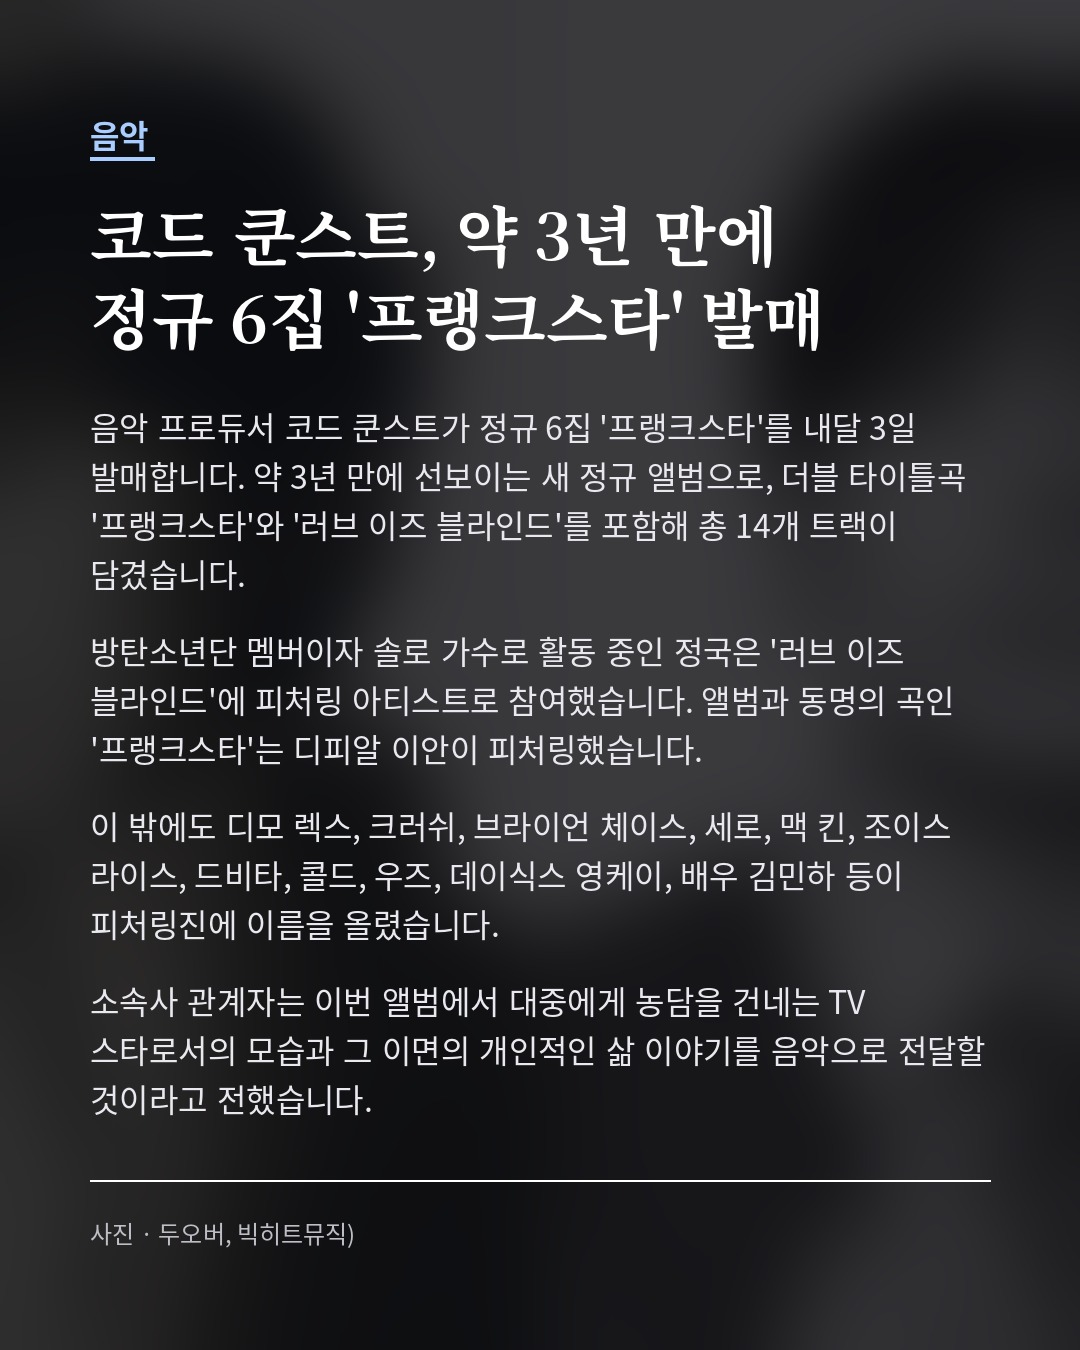 음악
코드 쿤스트, 약 3년 만에
정규 6집 '프랭크스타' 발매
음악 프로듀서 코드 쿤스트가 정규 6집 '프랭크스타'를 내달 3일
발매합니다. 약 3년 만에 선보이는 새 정규 앨범으로, 더블 타이틀곡
'프랭크스타'와 '러브 이즈 블라인드'를 포함해 총 14개 트랙이
담겼습니다.
방탄소년단 멤버이자 솔로 가수로 활동 중인 정국은 '러브 이즈
블라인드'에 피처링 아티스트로 참여했습니다. 앨범과 동명의 곡인
'프랭크스타'는 디피알 이안이 피처링했습니다.
이 밖에도 디모 렉스, 크러쉬, 브라이언 체이스, 세로, 맥 킨, 조이스
라이스, 드비타, 콜드, 우즈, 데이식스 영케이, 배우 김민하 등이
피처링진에 이름을 올렸습니다.
소속사 관계자는 이번 앨범에서 대중에게 농담을 건네는 TV
스타로서의 모습과 그 이면의 개인적인 삶 이야기를 음악으로 전달할
것이라고 전했습니다.
사진 · 두오버, 빅히트뮤직)